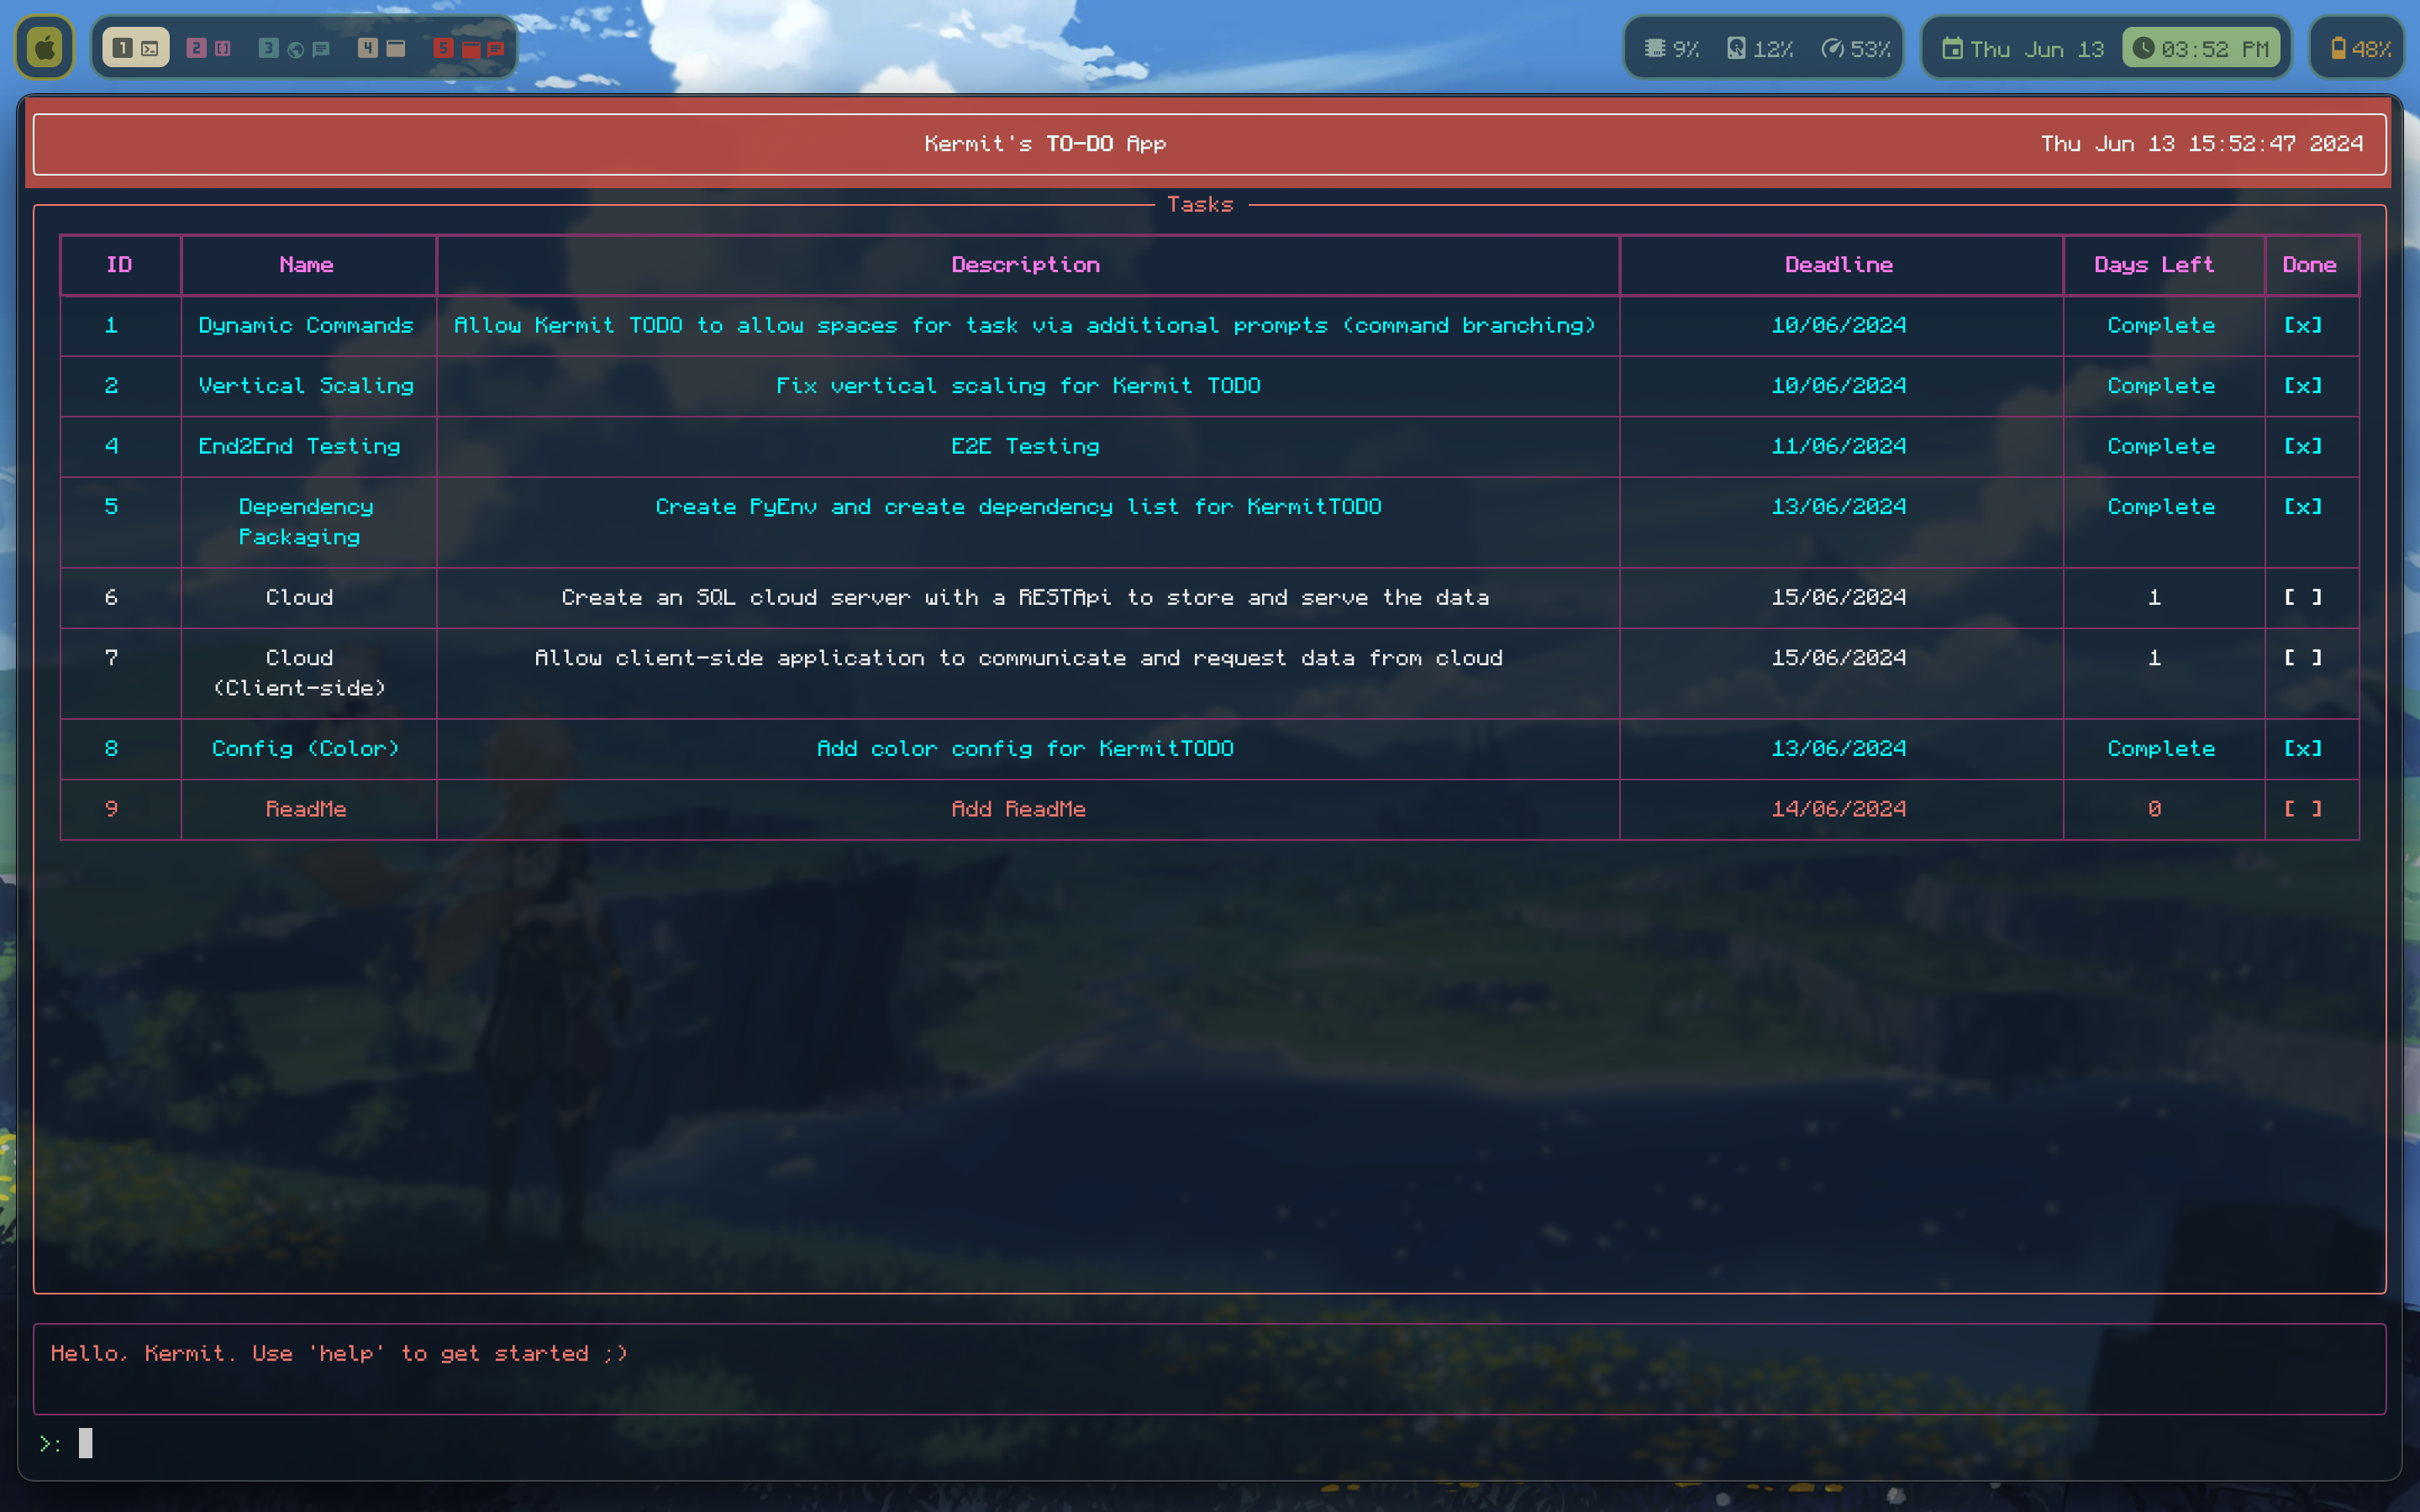 1 2 3 4 5 9% 12% 53% Thu Jun 13 03:52 PM 48%
Kermit's TO-DO App Thu Jun 13 15:52:47 2024
Tasks
ID Name Description Deadline Days Left Done
1 Dynamic Commands Allow Kermit TODO to allow spaces for task via additional prompts (command branching) 10/06/2024 Complete [x]
2 Vertical Scaling Fix vertical scaling for Kermit TODO 10/06/2024 Complete [x]
4 End2End Testing E2E Testing 11/06/2024 Complete [x]
5 Dependency Create PyEnv and create dependency list for KermitTODO 13/06/2024 Complete [x]
Packaging
6 Cloud Create an SQL cloud server with a RESTApi to store and serve the data 15/06/2024 1 [ ]
7 Cloud Allow client-side application to communicate and request data from cloud 15/06/2024 1 [ ]
(Client-side)
8 Config (Color) Add color config for KermitTODO 13/06/2024 Complete [x]
9 ReadMe Add ReadMe 14/06/2024 0 [ ]
Hello, Kermit. Use 'help' to get started ;)
>: